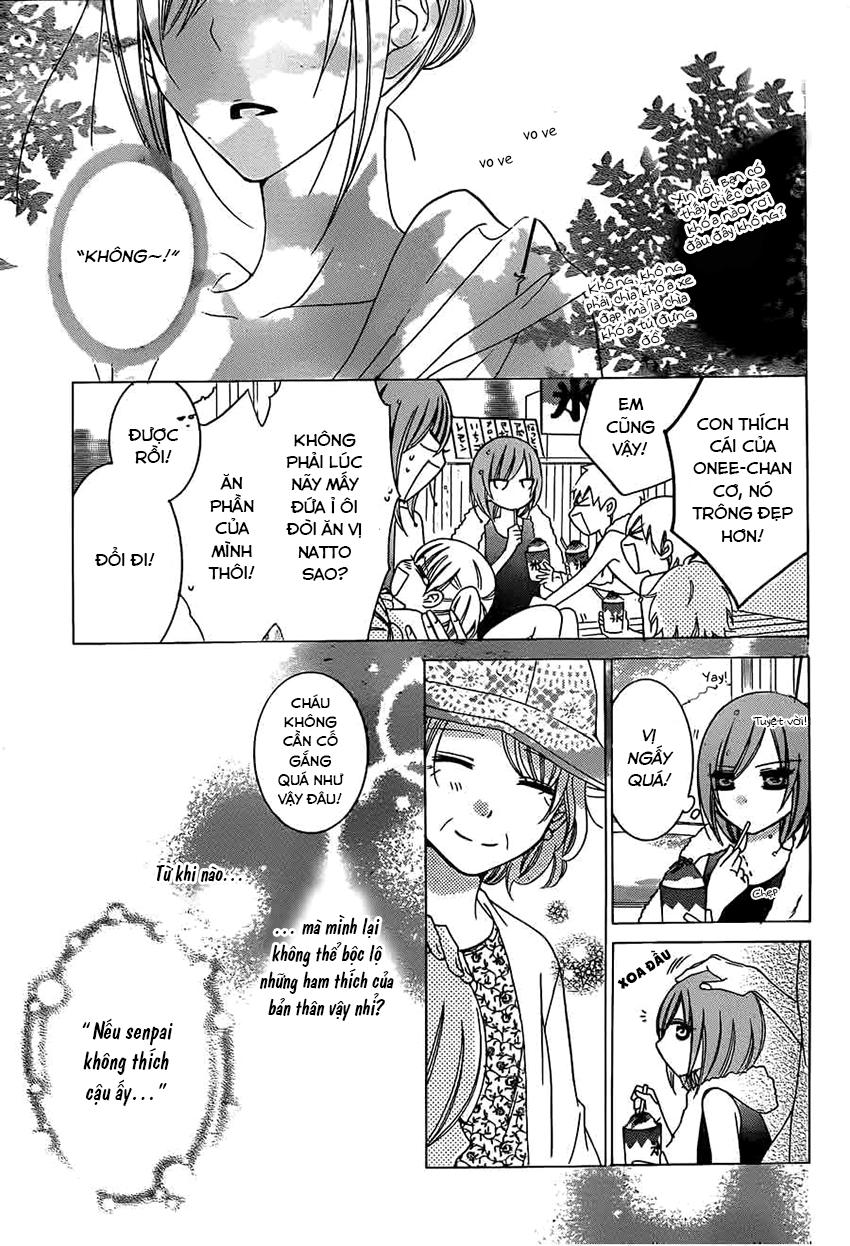 vo ve
vo ve
Xin lỗi, bạn có
thấy chiếc chìa
khóa nào rơi
đâu đây không?
Không, không
phải chìa khóa xe
đạp, mà là chìa
khóa tủ đựng
đồ.
"KHÔNG~!"
CON THÍCH
CÁI CỦA
ONEE-CHAN
CƠ, NÓ
TRÔNG ĐẸP
HƠN!
EM
CŨNG
VẬY!
氷
KHÔNG
PHẢI LÚC
NÃY MẤY
ĐỨA Ỉ ÔI
ĐÒI ĂN VỊ
NATTO
SAO?
ĂN
PHẦN
CỦA
MÌNH
THÔI!
ĐƯỢC
RỒI!
ĐỔI ĐI!
Yay!
Tuyệt vời!
VỊ
NGẤY
QUÁ!
Chẹp
XOA ĐẦU
CHÁU
KHÔNG
CẦN CỐ
GẮNG
QUÁ NHƯ
VẬY ĐÂU!
Từ khi nào...
... mà mình lại
không thể bộc lộ
những ham thích của
bản thân vậy nhỉ?
"Nếu senpai
không thích
cậu ấy..."